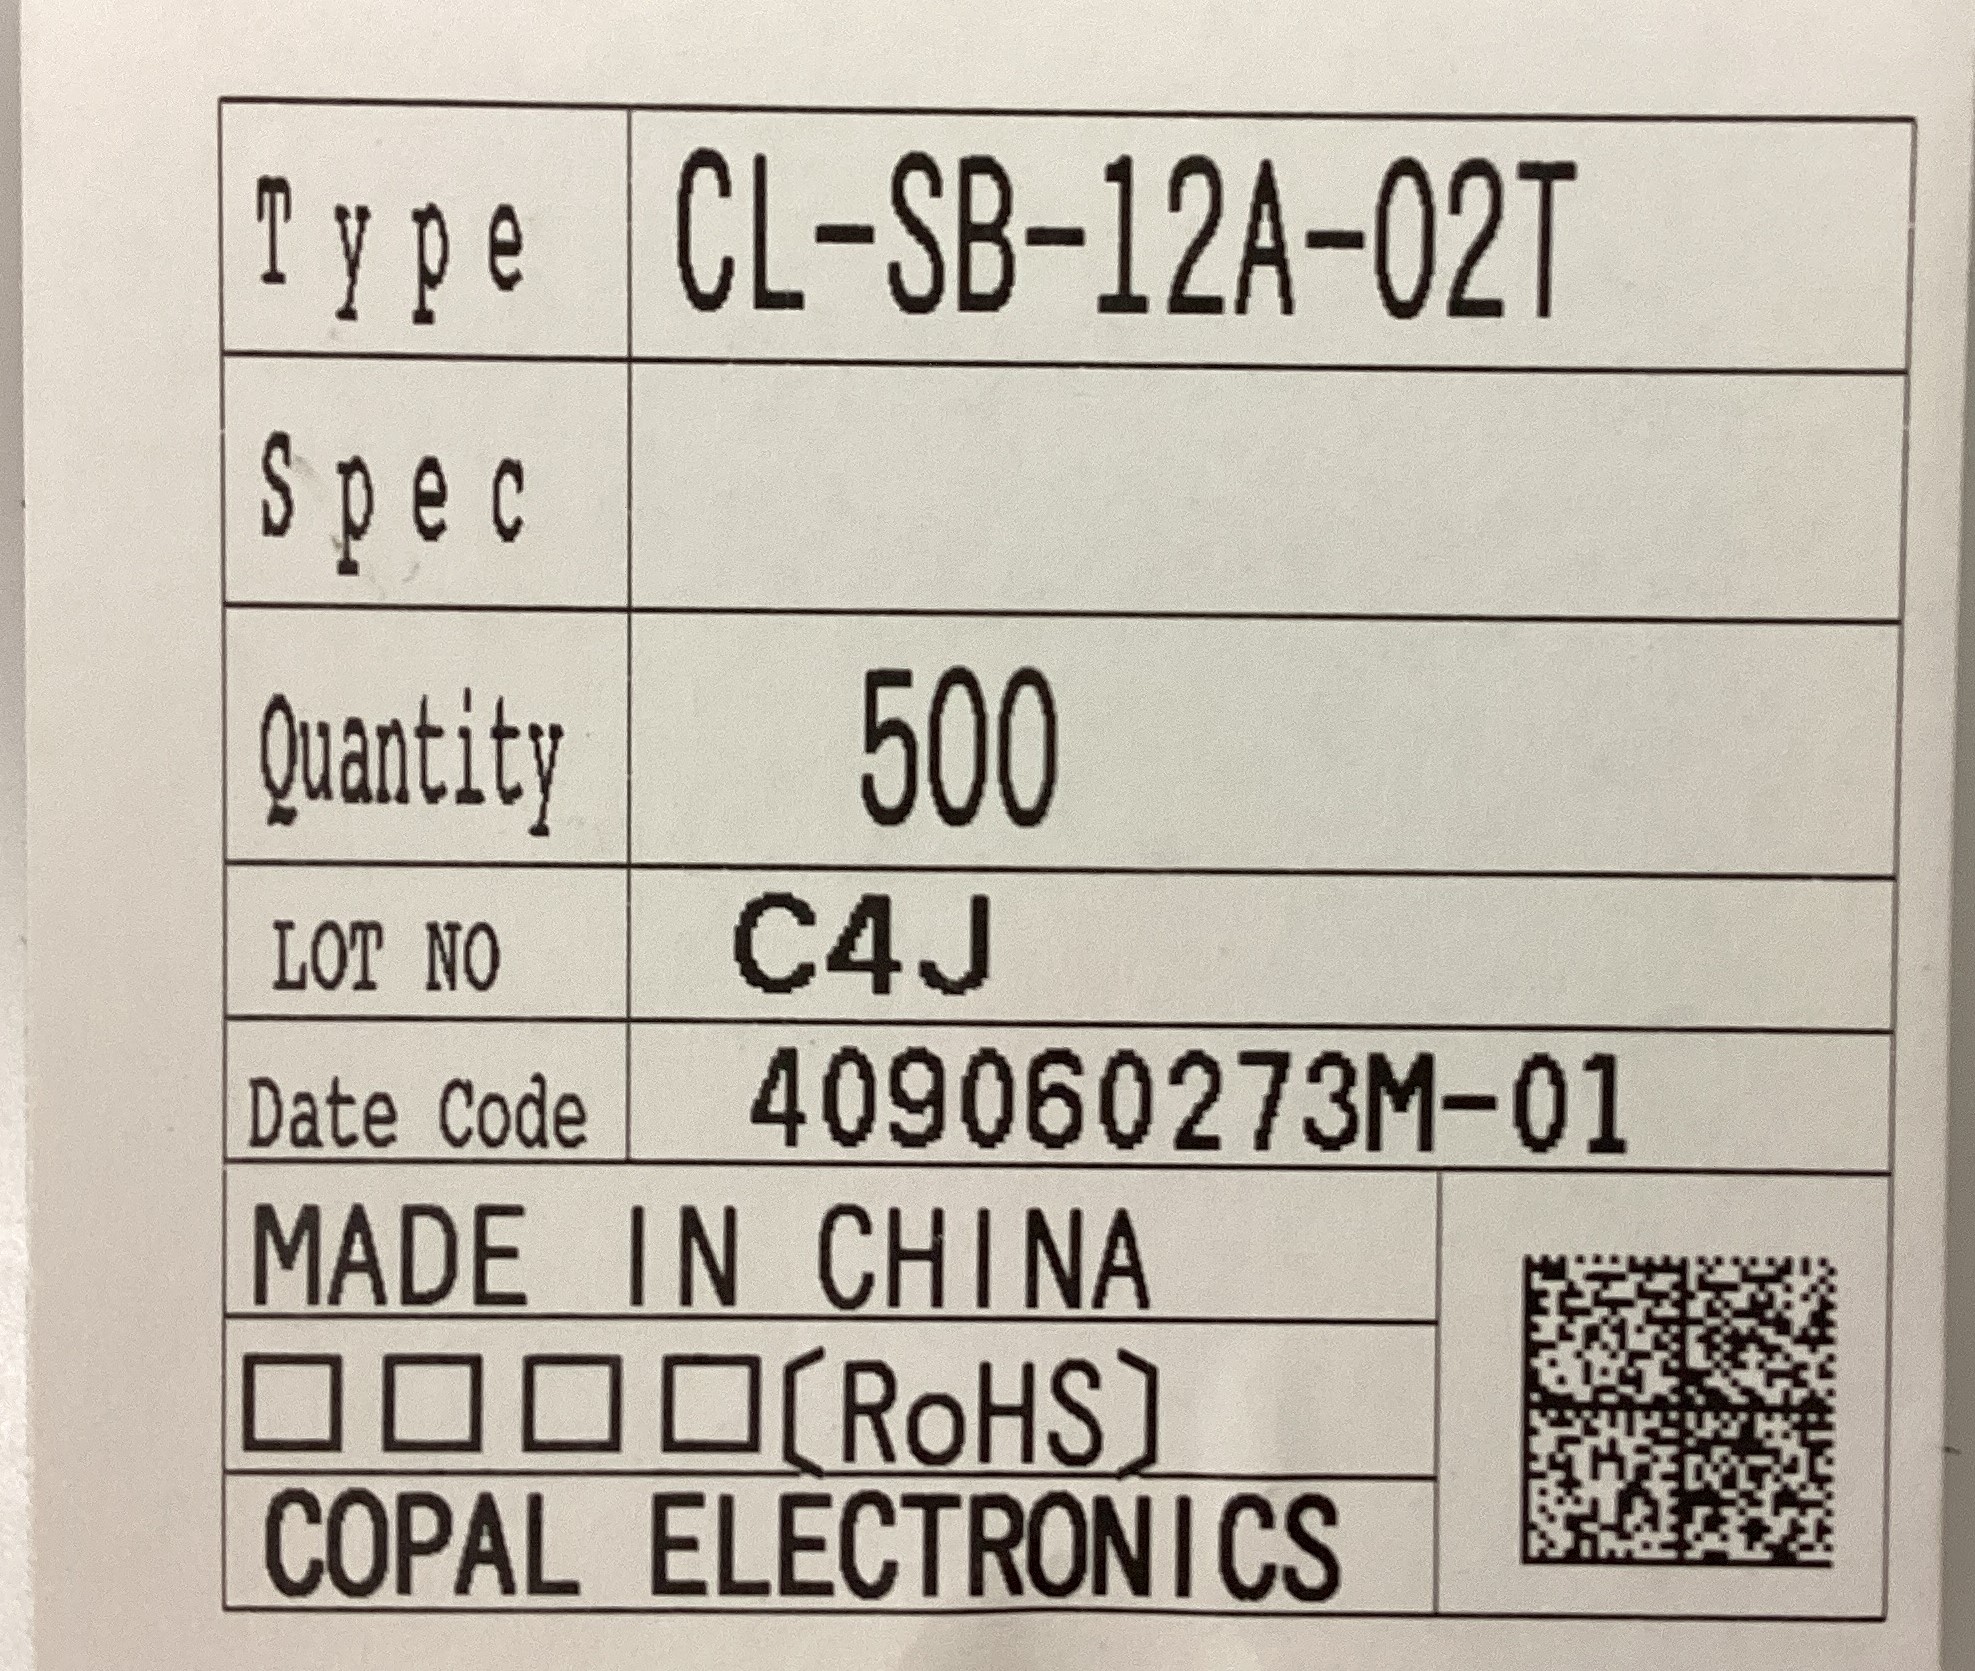 Type CL-SB-12A-02T
Spec
Quantity 500
LOT NO C4J
Date Code 409060273M-01
MADE IN CHINA
□□□□(RoHS)
COPAL ELECTRONICS